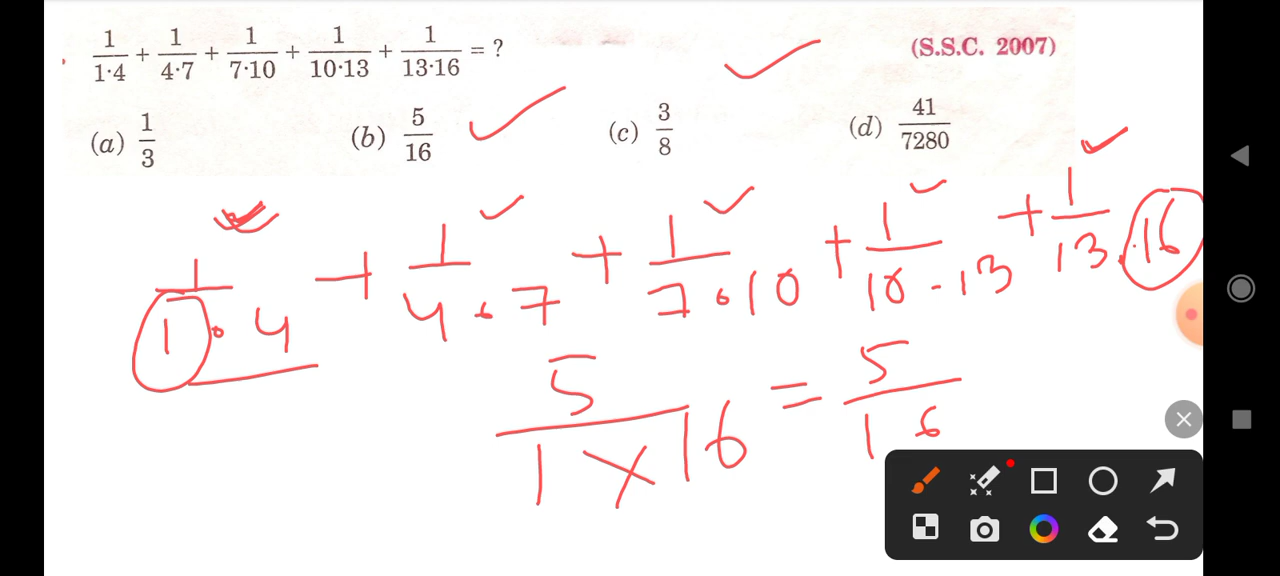 1/1·4 + 1/4·7 + 1/7·10 + 1/10·13 + 1/13·16 = ?
(S.S.C. 2007)
(a) 1/3 (b) 5/16 (c) 3/8 (d) 41/7280
1/1·4 + 1/4·7 + 1/7·10 + 1/10·13 + 1/13·16
5/1×16 = 5/16